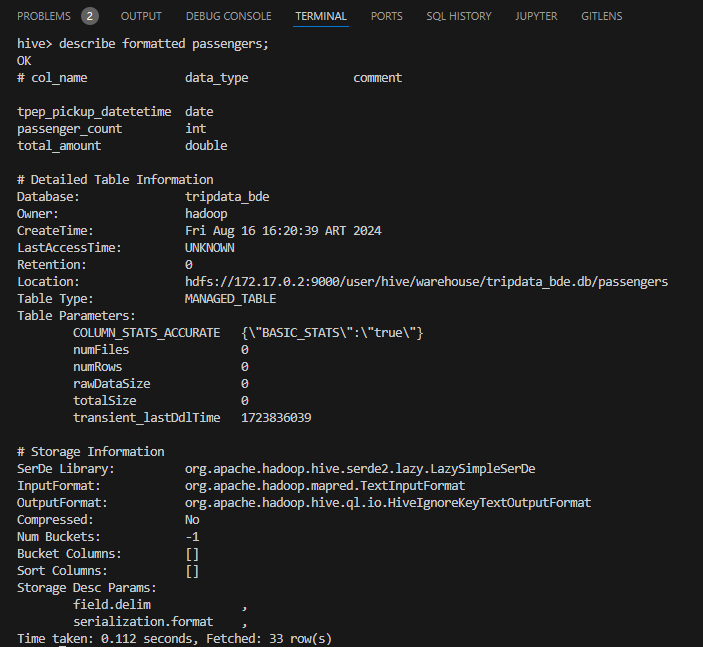 PROBLEMS 2 OUTPUT DEBUG CONSOLE TERMINAL PORTS SQL HISTORY JUPYTER GITLENS
hive> describe formatted passengers;
OK
# col_name data_type comment
tpep_pickup_datetetime date
passenger_count int
total_amount double
# Detailed Table Information
Database: tripdata_bde
Owner: hadoop
CreateTime: Fri Aug 16 16:20:39 ART 2024
LastAccessTime: UNKNOWN
Retention: 0
Location: hdfs://172.17.0.2:9000/user/hive/warehouse/tripdata_bde.db/passengers
Table Type: MANAGED_TABLE
Table Parameters:
COLUMN_STATS_ACCURATE {\"BASIC_STATS\":\"true\"}
numFiles 0
numRows 0
rawDataSize 0
totalSize 0
transient_lastDdlTime 1723836039
# Storage Information
SerDe Library: org.apache.hadoop.hive.serde2.lazy.LazySimpleSerDe
InputFormat: org.apache.hadoop.mapred.TextInputFormat
OutputFormat: org.apache.hadoop.hive.ql.io.HiveIgnoreKeyTextOutputFormat
Compressed: No
Num Buckets: -1
Bucket Columns: []
Sort Columns: []
Storage Desc Params:
field.delim ,
serialization.format ,
Time taken: 0.112 seconds, Fetched: 33 row(s)